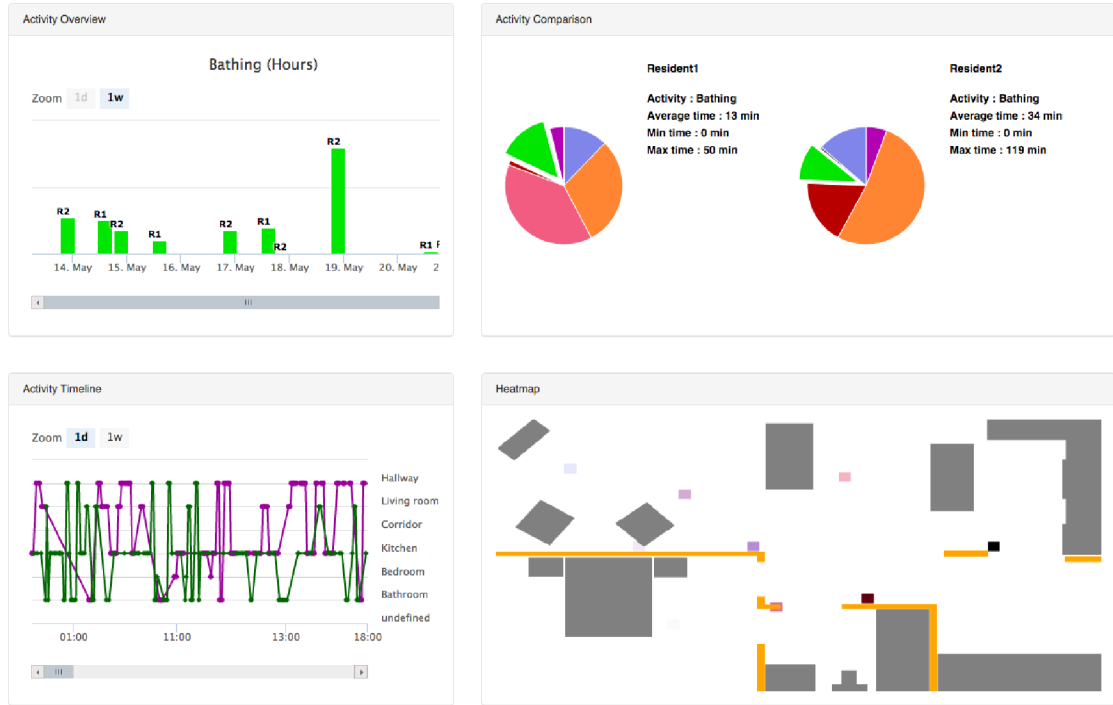 Activity Overview
Bathing (Hours)
Zoom 1d 1w
R2
R1
R2
R1
R2
R1
R2
R2
R1
14. May 15. May 16. May 17. May 18. May 19. May 20. May 2
Activity Comparison
Resident1
Activity : Bathing
Average time : 13 min
Min time : 0 min
Max time : 50 min
Resident2
Activity : Bathing
Average time : 34 min
Min time : 0 min
Max time : 119 min
Activity Timeline
Zoom 1d 1w
Hallway
Living room
Corridor
Kitchen
Bedroom
Bathroom
undefined
01:00 11:00 13:00 18:00
Heatmap